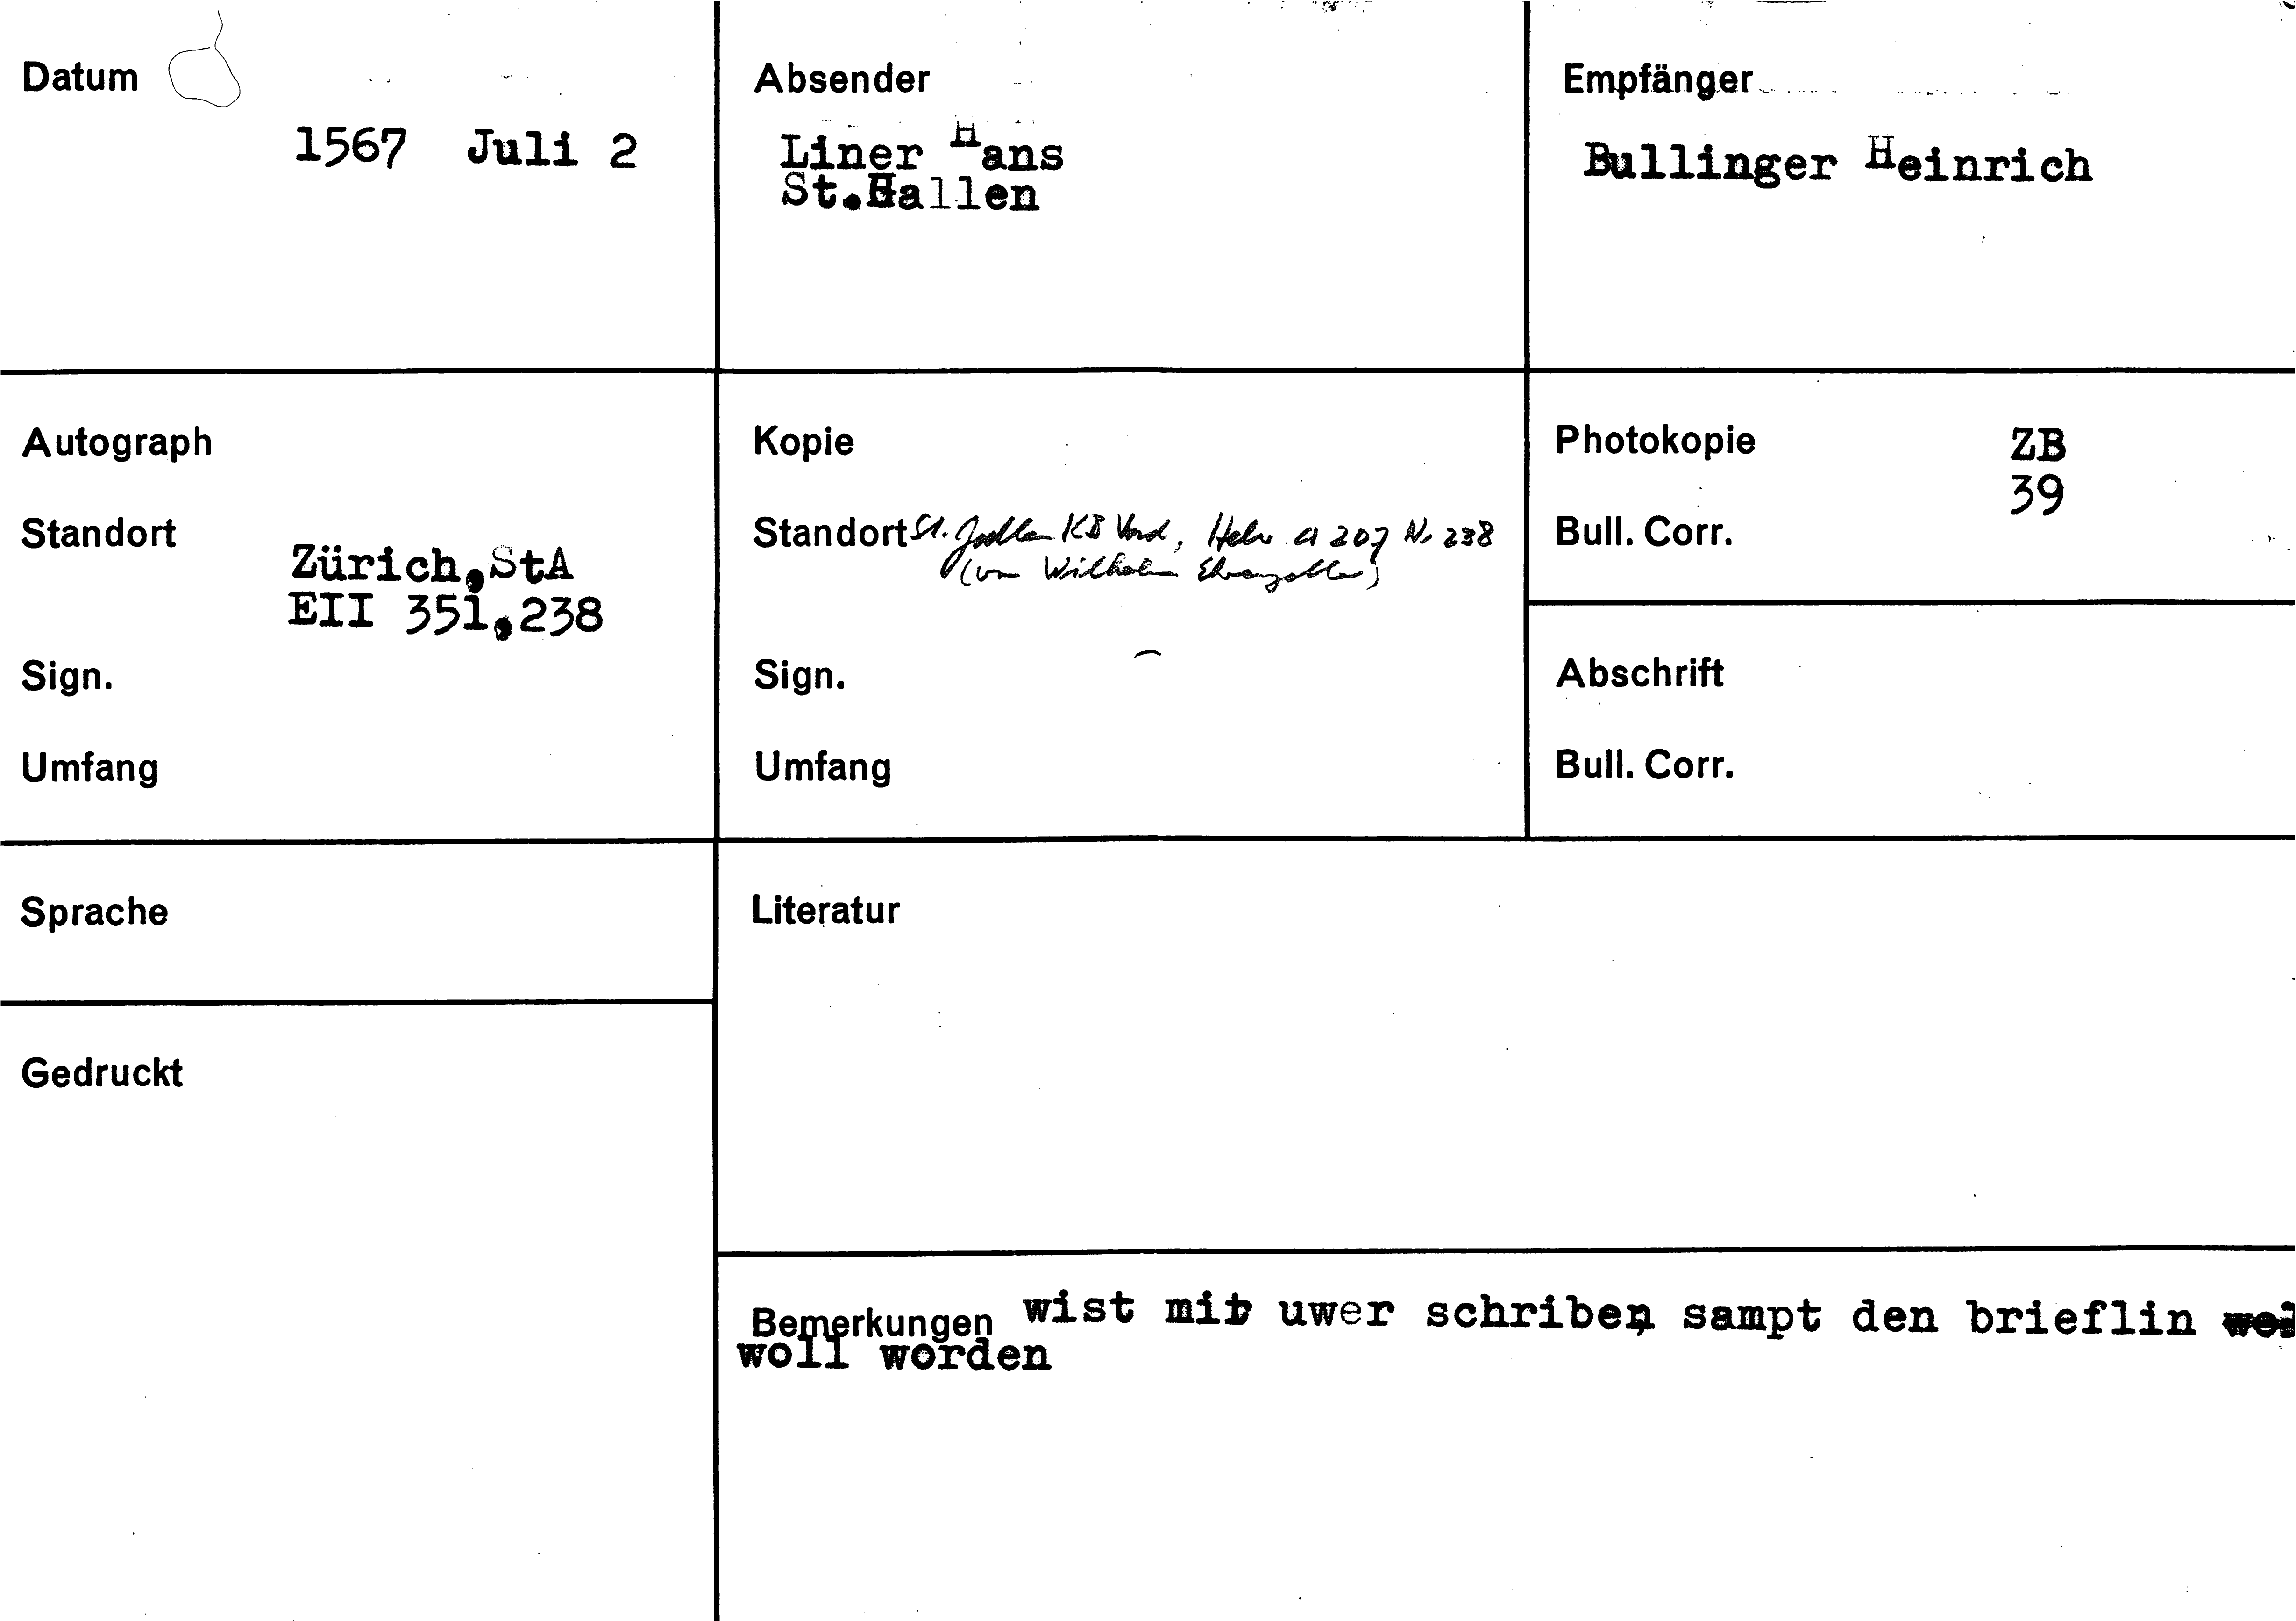 Datum
1567 Juli 2
Absender
Liner Hans
St.Gallen
Empfänger
Bullinger Heinrich
Autograph
Standort
Zürich,StA
EII 351,238
Sign.
Umfang
Kopie
Standort St. Gallen KB Vad, Helv A 207 Nr 238
(von Wilhelm Ehrenzeller)
Sign.
Umfang
Photokopie ZB
39
Bull. Corr.
Abschrift
Bull. Corr.
Sprache
Literatur
Gedruckt
Bemerkungen wist mir uwer schriben, sampt den brieflin
woll worden